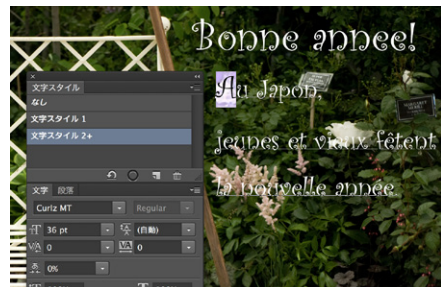 Bonne annee!
文字スタイル
なし
文字スタイル 1
文字スタイル 2+
Au Japon,
jeunes et vieux fêtent
la nouvelle annee.
文字 段落
Curlz MT Regular
36 pt (自動)
0 0
0%